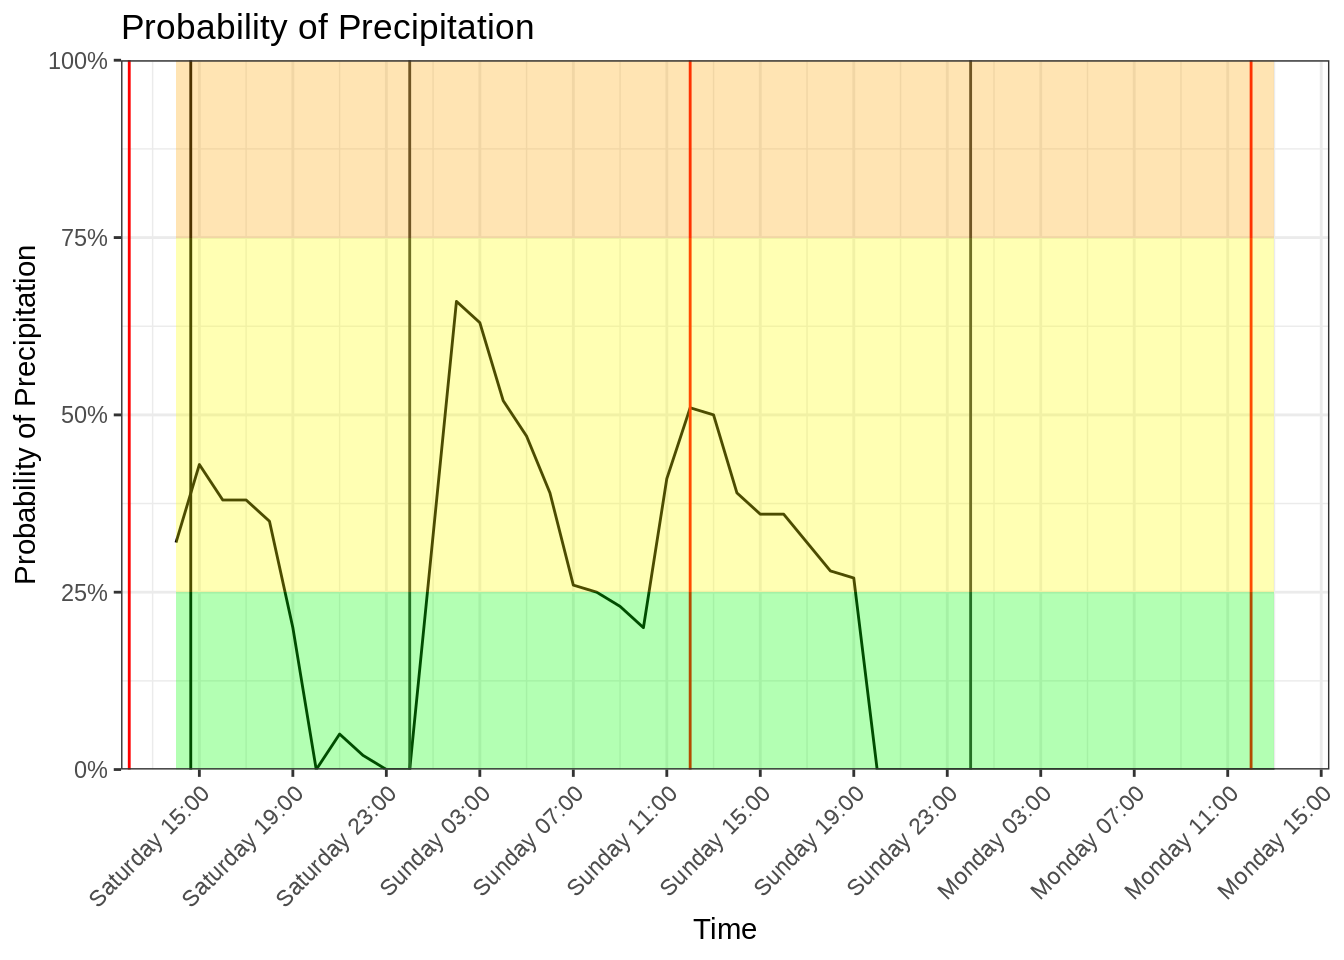 Probability of Precipitation
100%
75%
50%
25%
0%
Probability of Precipitation
Saturday 15:00
Saturday 19:00
Saturday 23:00
Sunday 03:00
Sunday 07:00
Sunday 11:00
Sunday 15:00
Sunday 19:00
Sunday 23:00
Monday 03:00
Monday 07:00
Monday 11:00
Monday 15:00
Time